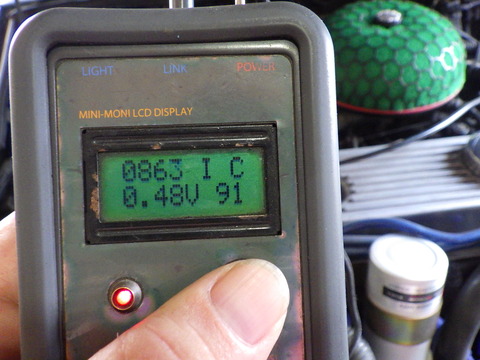 LIGHT LINK POWER
MINI-MONI LCD DISPLAY
0863 I C
0.48V 91